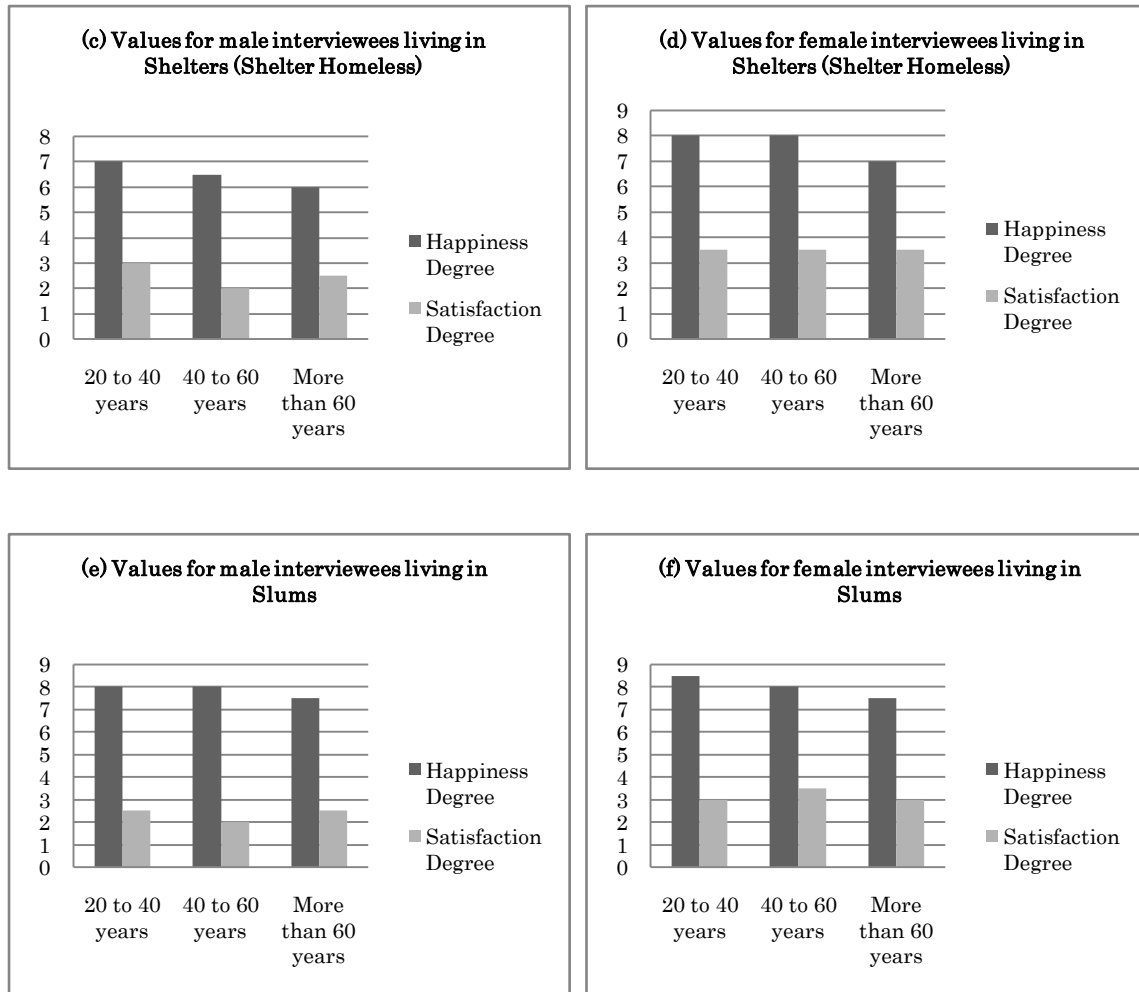 (c) Values for male interviewees living in
Shelters (Shelter Homeless)
8
7
6
5
4
3
2
1
0
20 to 40
years
40 to 60
years
More
than 60
years
Happiness
Degree
Satisfaction
Degree
(d) Values for female interviewees living in
Shelters (Shelter Homeless)
9
8
7
6
5
4
3
2
1
0
20 to 40
years
40 to 60
years
More
than 60
years
Happiness
Degree
Satisfaction
Degree
(e) Values for male interviewees living in
Slums
9
8
7
6
5
4
3
2
1
0
20 to 40
years
40 to 60
years
More
than 60
years
Happiness
Degree
Satisfaction
Degree
(f) Values for female interviewees living in
Slums
9
8
7
6
5
4
3
2
1
0
20 to 40
years
40 to 60
years
More
than 60
years
Happiness
Degree
Satisfaction
Degree